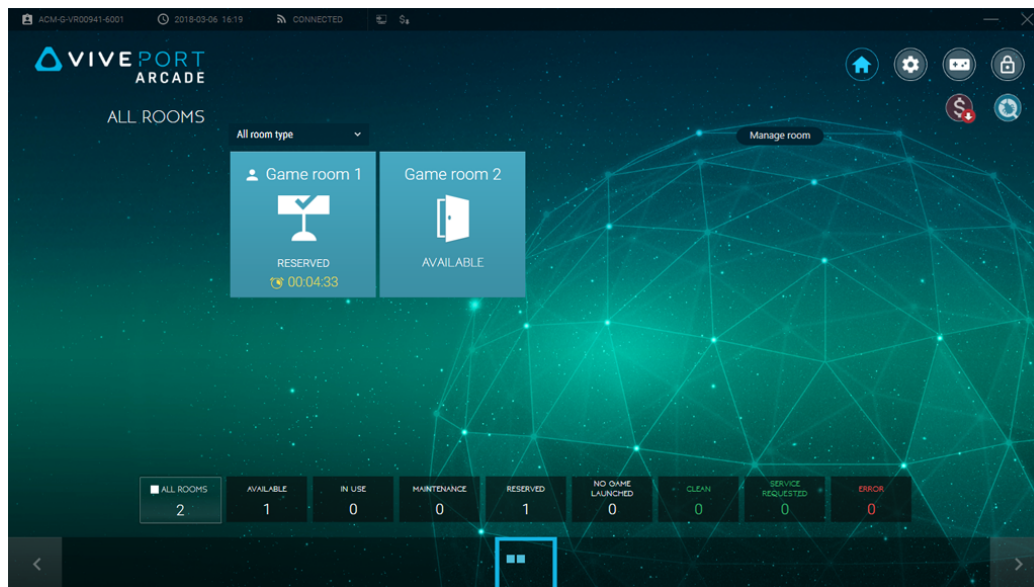 ACM-G-VR00941-6001 2018-03-06 16:19 CONNECTED
VIVEPORT
ARCADE
ALL ROOMS
All room type
Manage room
Game room 1
RESERVED
00:04:33
Game room 2
AVAILABLE
ALL ROOMS
2
AVAILABLE
1
IN USE
0
MAINTENANCE
0
RESERVED
1
NO GAME
LAUNCHED
0
CLEAN
0
SERVICE
REQUESTED
0
ERROR
0